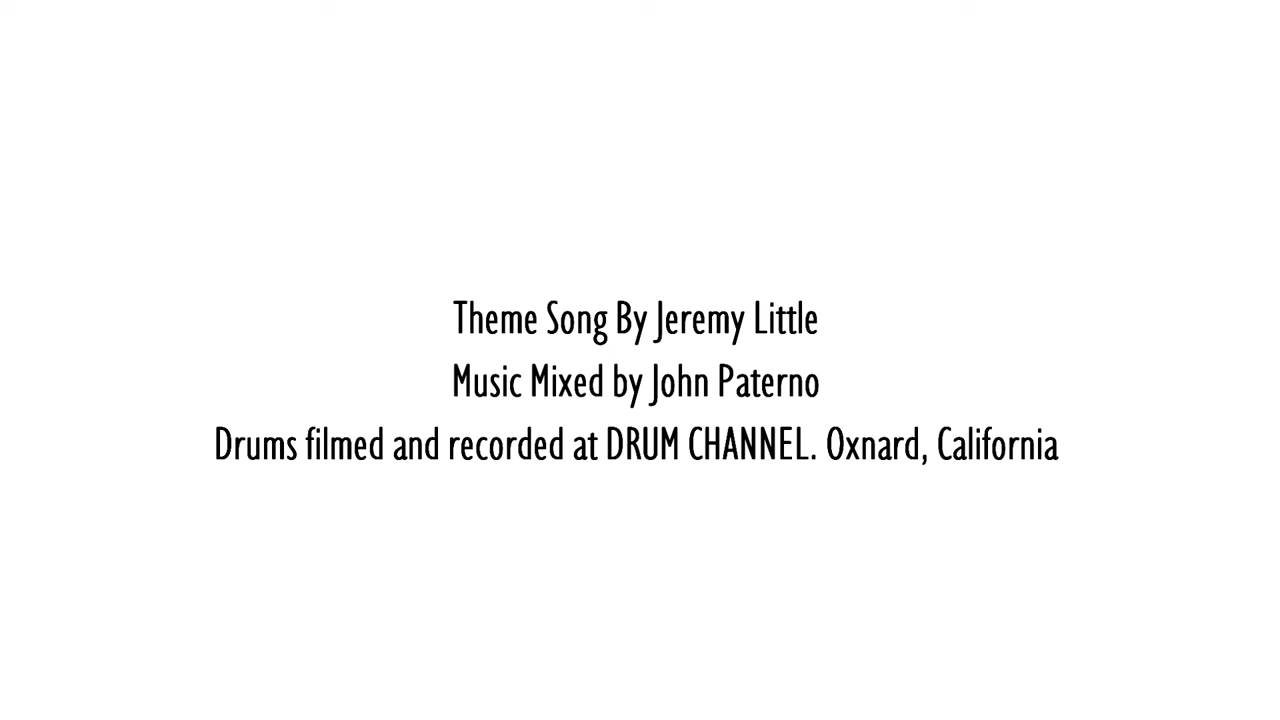 Theme Song By Jeremy Little
Music Mixed by John Paterno
Drums filmed and recorded at DRUM CHANNEL. Oxnard, California